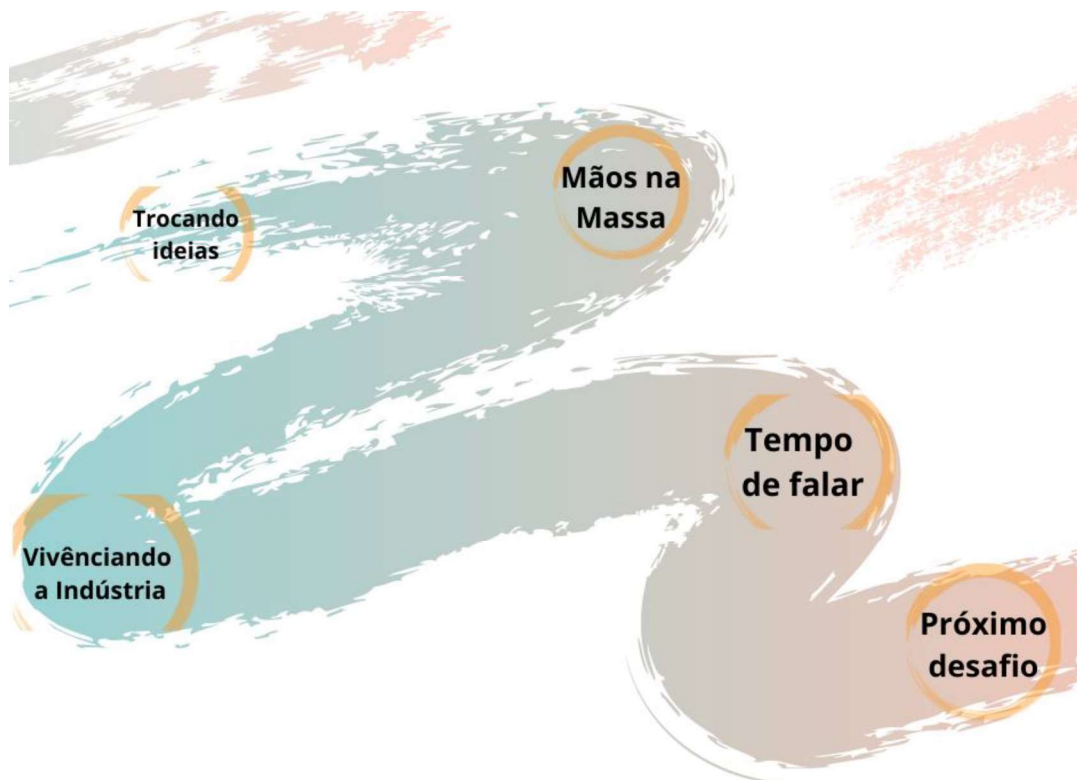 Trocando
ideias
Mãos na
Massa
Vivênciando
a Indústria
Tempo
de falar
Próximo
desafio